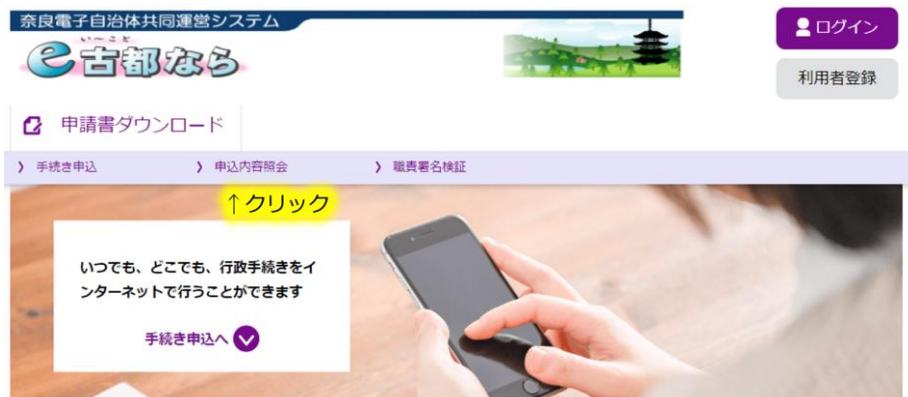 奈良電子自治体共同運営システム
い〜こと
e古都なら
ログイン
利用者登録
申請書ダウンロード
手続き申込
申込内容照会
職責署名検証
↑クリック
いつでも、どこでも、行政手続きをイ
ンターネットで行うことができます
手続き申込へ